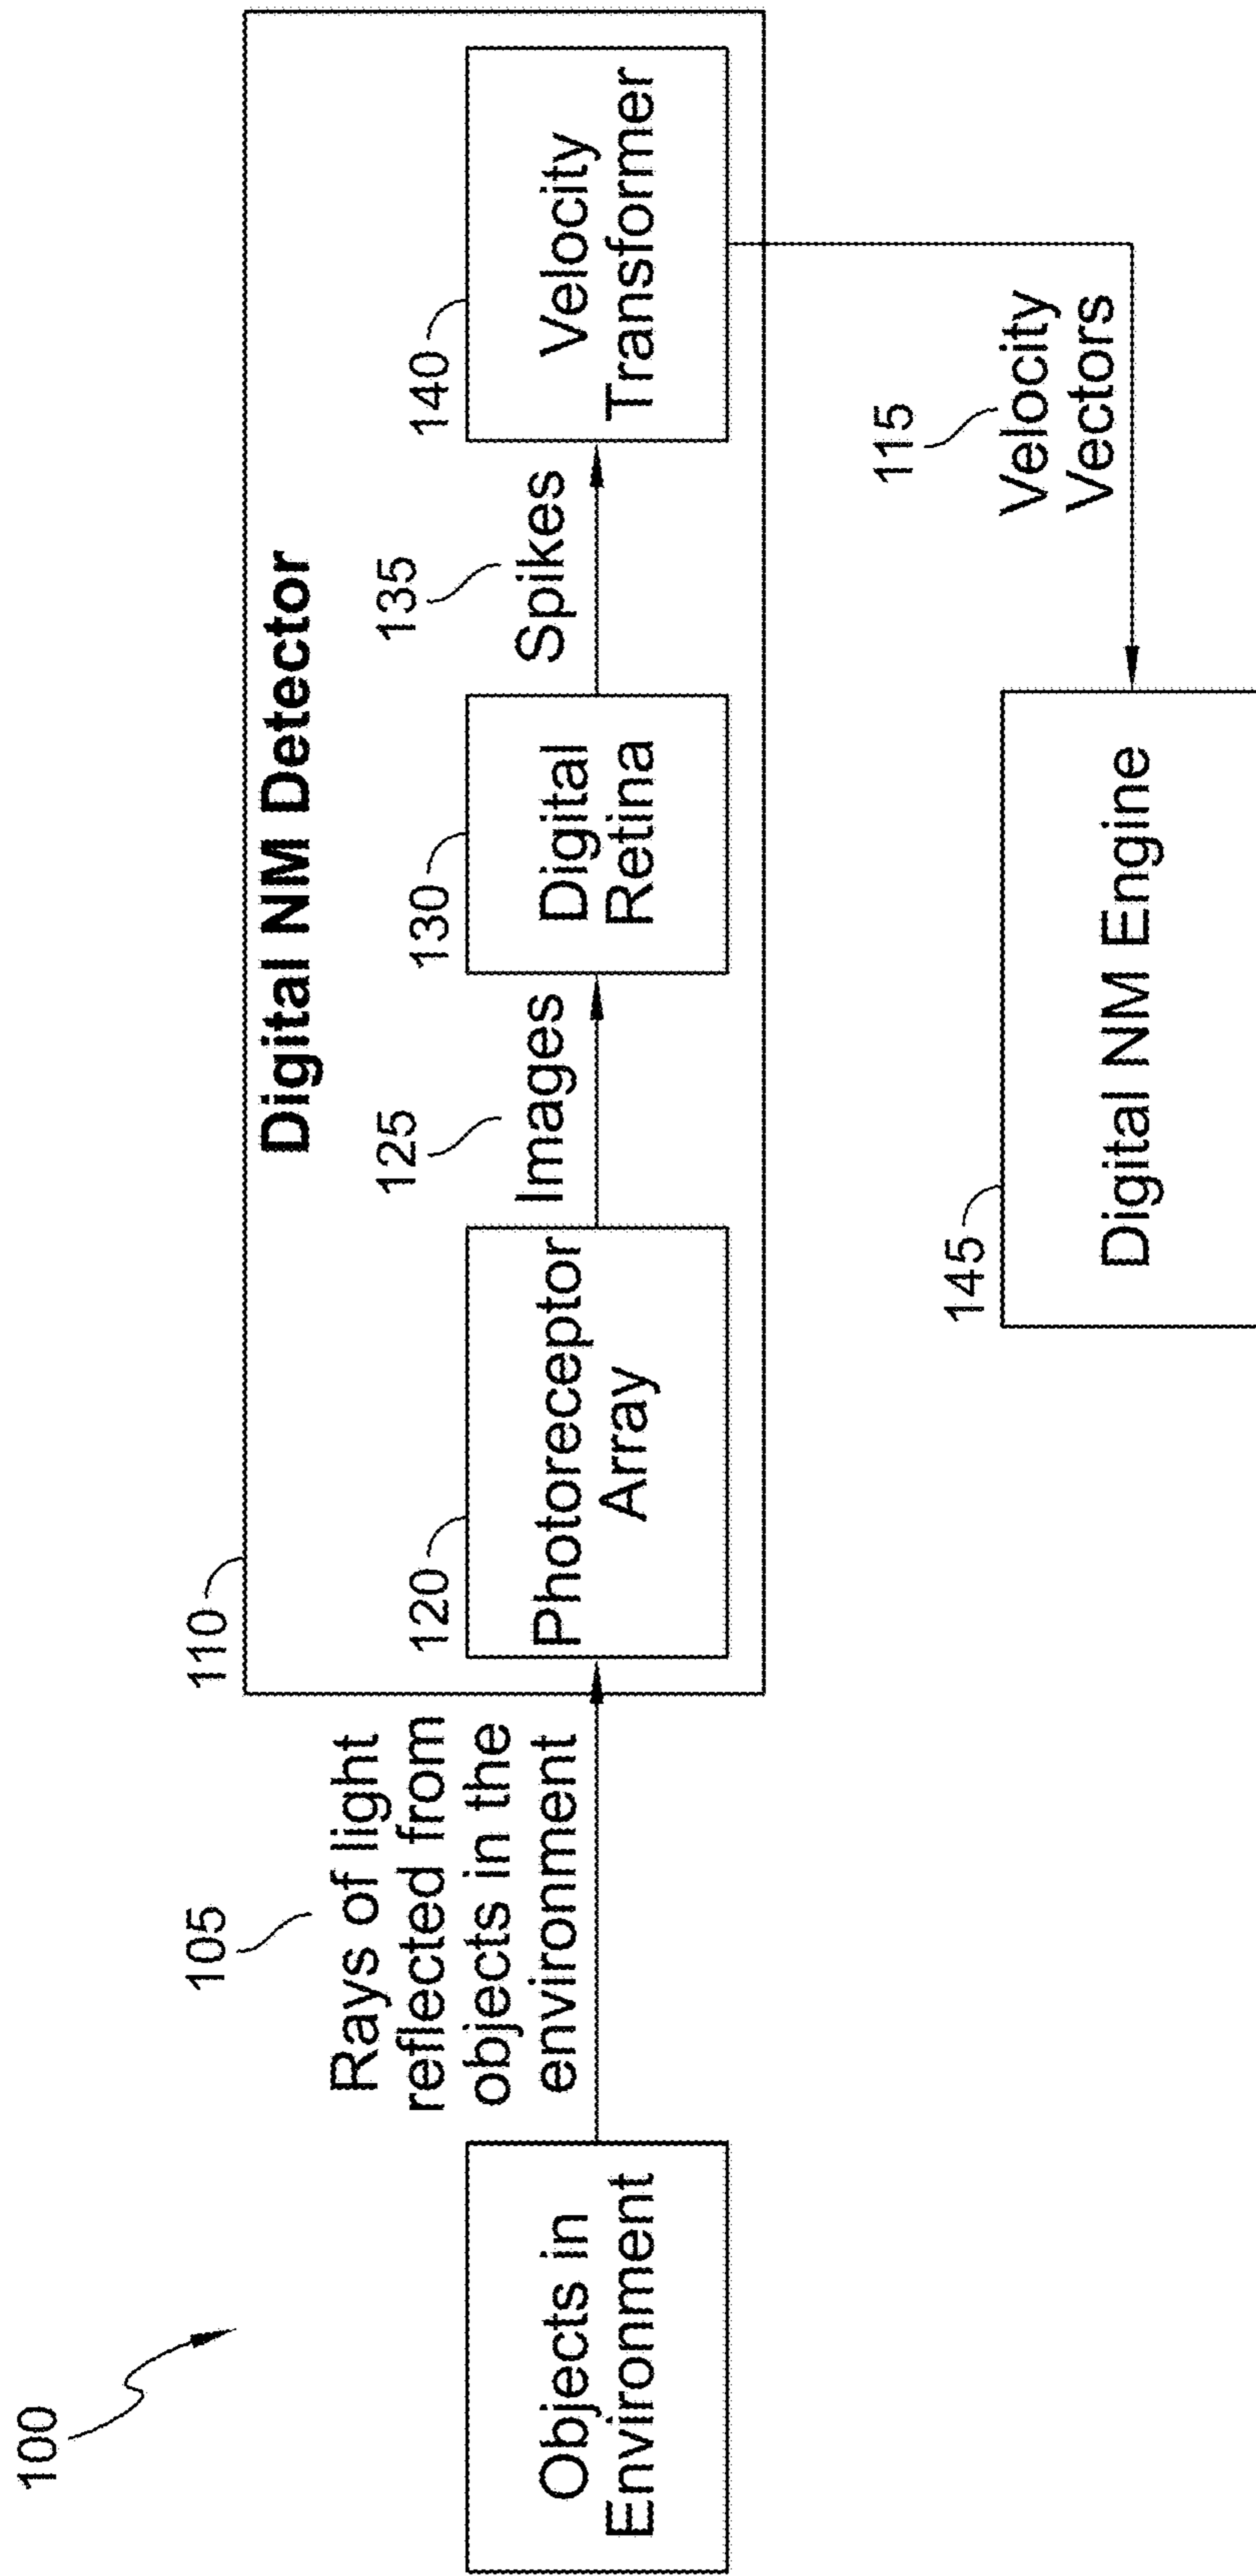 100
Objects in
Environment
105
Rays of light
reflected from
objects in the
environment
110
Digital NM Detector
120
Photoreceptor
Array
125
Images
130
Digital
Retina
135
Spikes
140
Velocity
Transformer
115
Velocity
Vectors
145
Digital NM Engine